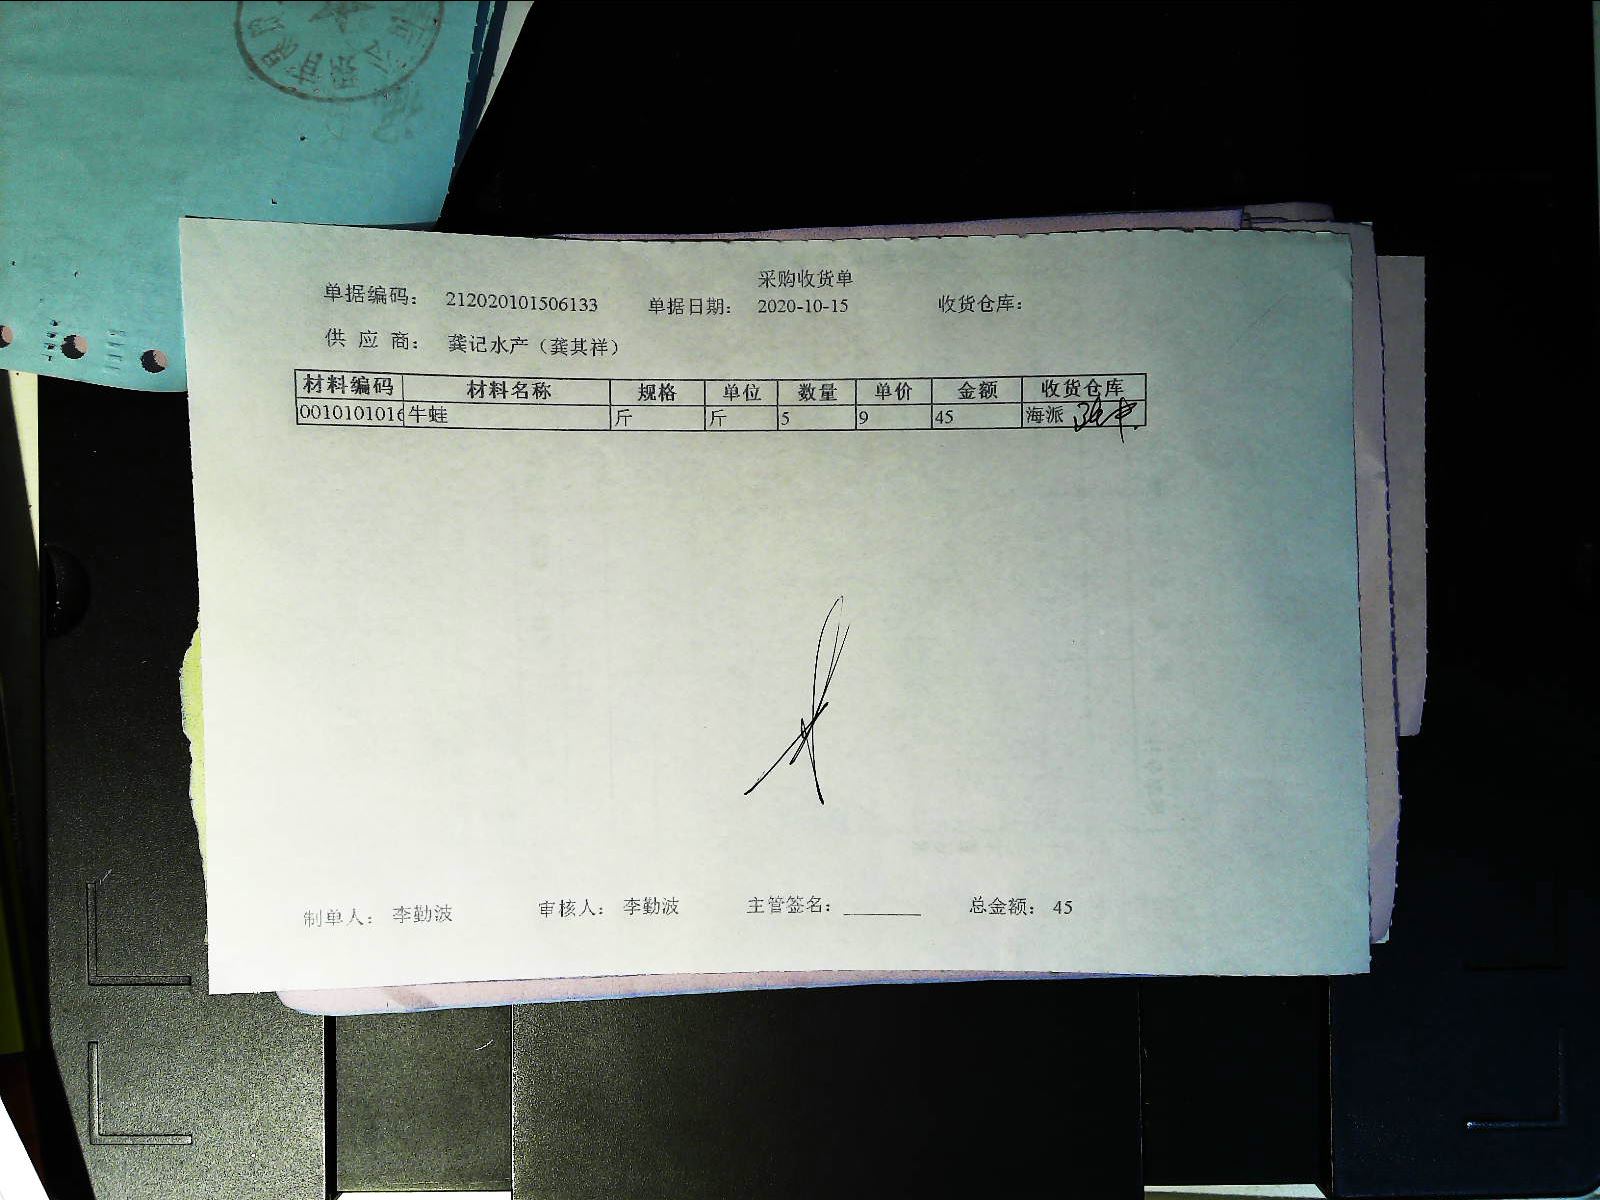 采购收货单
单据编码： 212020101506133 单据日期： 2020-10-15 收货仓库：
供 应 商： 龚记水产（龚其祥）
材料编码 材料名称 规格 单位 数量 单价 金额 收货仓库
0010101016 牛蛙 斤 斤 5 9 45 海派
制单人： 李勤波 审核人： 李勤波 主管签名： 总金额： 45